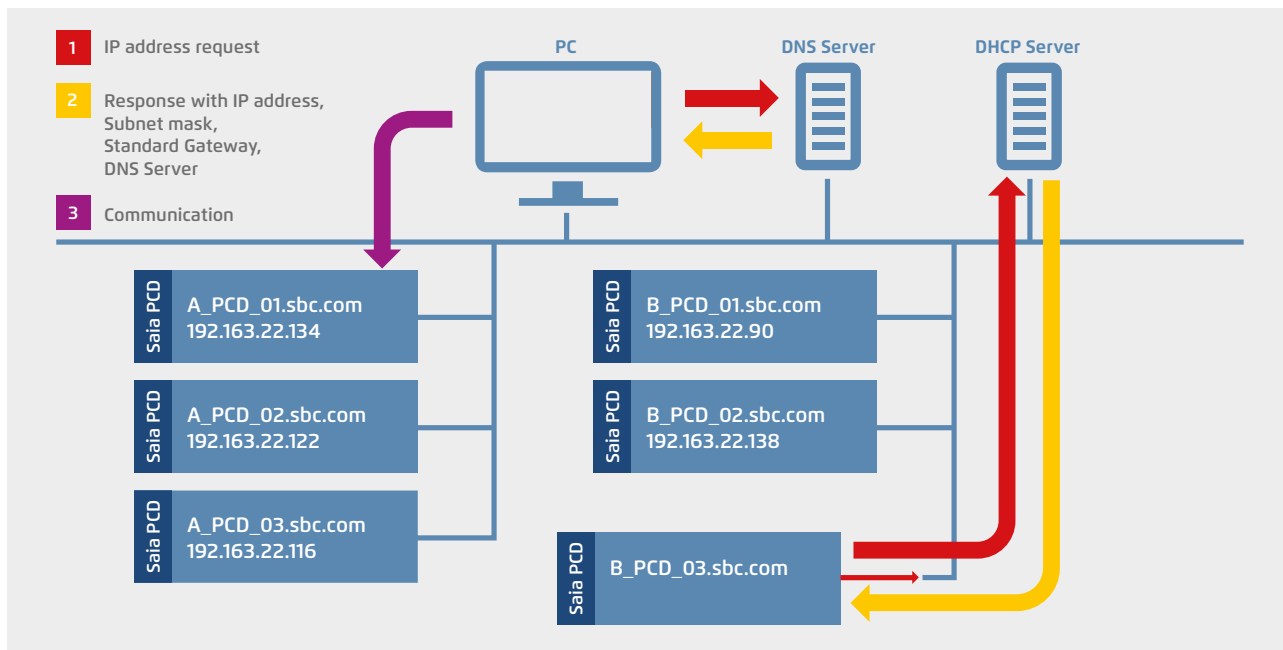 1 IP address request
2 Response with IP address,
Subnet mask,
Standard Gateway,
DNS Server
3 Communication
PC
DNS Server
DHCP Server
Saia PCD
A_PCD_01.sbc.com
192.163.22.134
Saia PCD
A_PCD_02.sbc.com
192.163.22.122
Saia PCD
A_PCD_03.sbc.com
192.163.22.116
Saia PCD
B_PCD_01.sbc.com
192.163.22.90
Saia PCD
B_PCD_02.sbc.com
192.163.22.138
Saia PCD
B_PCD_03.sbc.com